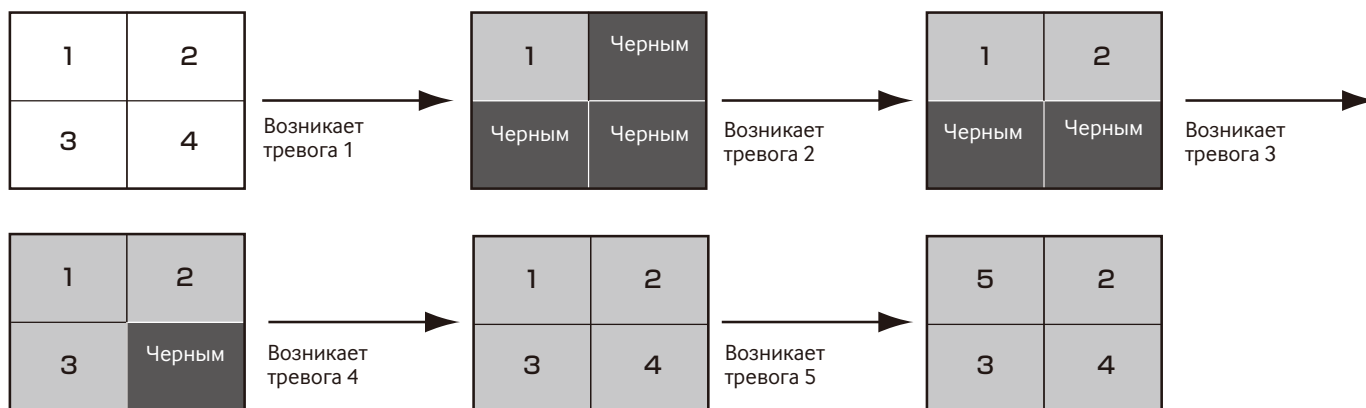 1 2
3 4
Возникает
тревога 1
1 Черным
Черным Черным
Возникает
тревога 2
1 2
Черным Черным
Возникает
тревога 3
1 2
3 Черным
Возникает
тревога 4
1 2
3 4
Возникает
тревога 5
5 2
3 4